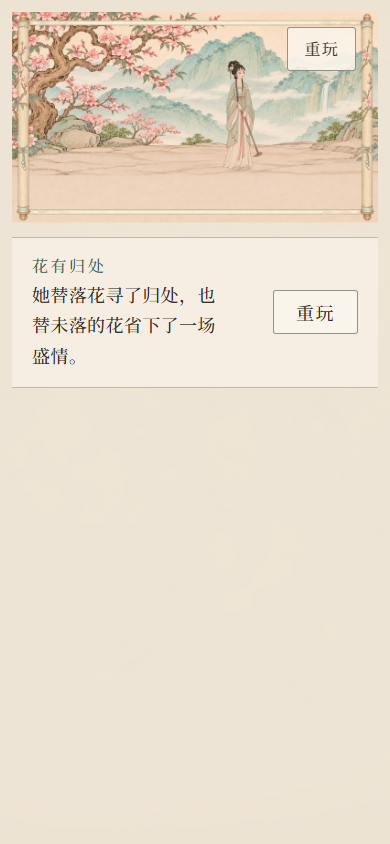 重玩
花有归处
她替落花寻了归处，也
替未落的花省下了一场
盛情。
重玩